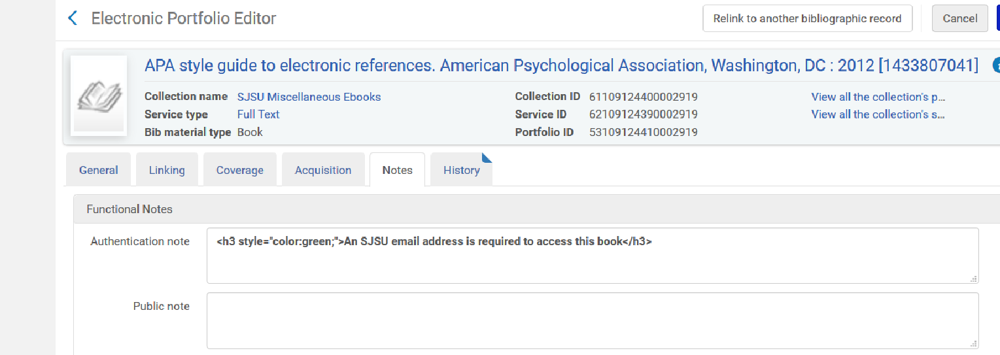 Electronic Portfolio Editor
Relink to another bibliographic record
Cancel
APA style guide to electronic references. American Psychological Association, Washington, DC : 2012 [1433807041]
Collection name SJSU Miscellaneous Ebooks Collection ID 61109124400002919 View all the collection's p...
Service type Full Text Service ID 62109124390002919 View all the collection's s...
Bib material type Book Portfolio ID 53109124410002919
General Linking Coverage Acquisition Notes History
Functional Notes
Authentication note <h3 style="color:green;">An SJSU email address is required to access this book</h3>
Public note